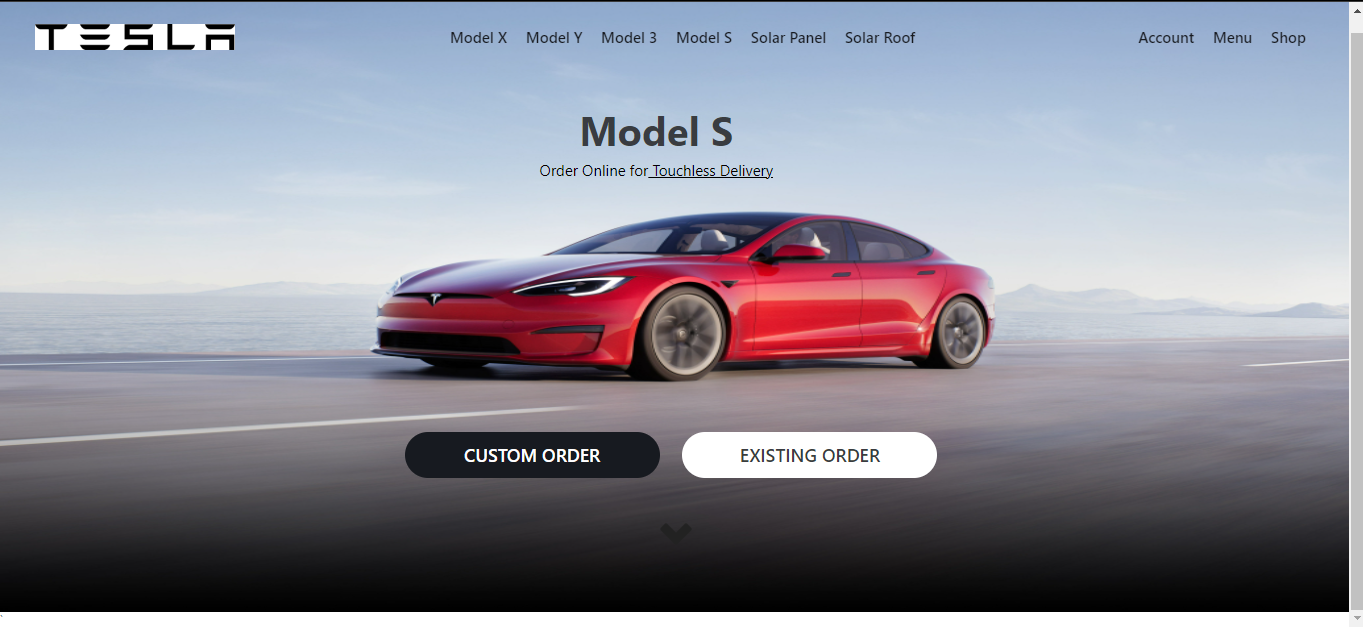 TESLA
Model X Model Y Model 3 Model S Solar Panel Solar Roof
Account Menu Shop
Model S
Order Online for Touchless Delivery
CUSTOM ORDER
EXISTING ORDER